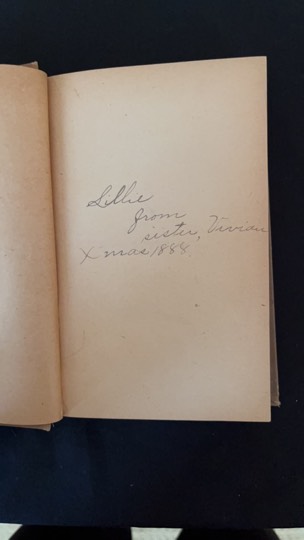 Lillie
from
sister, Vivian
Xmas 1888